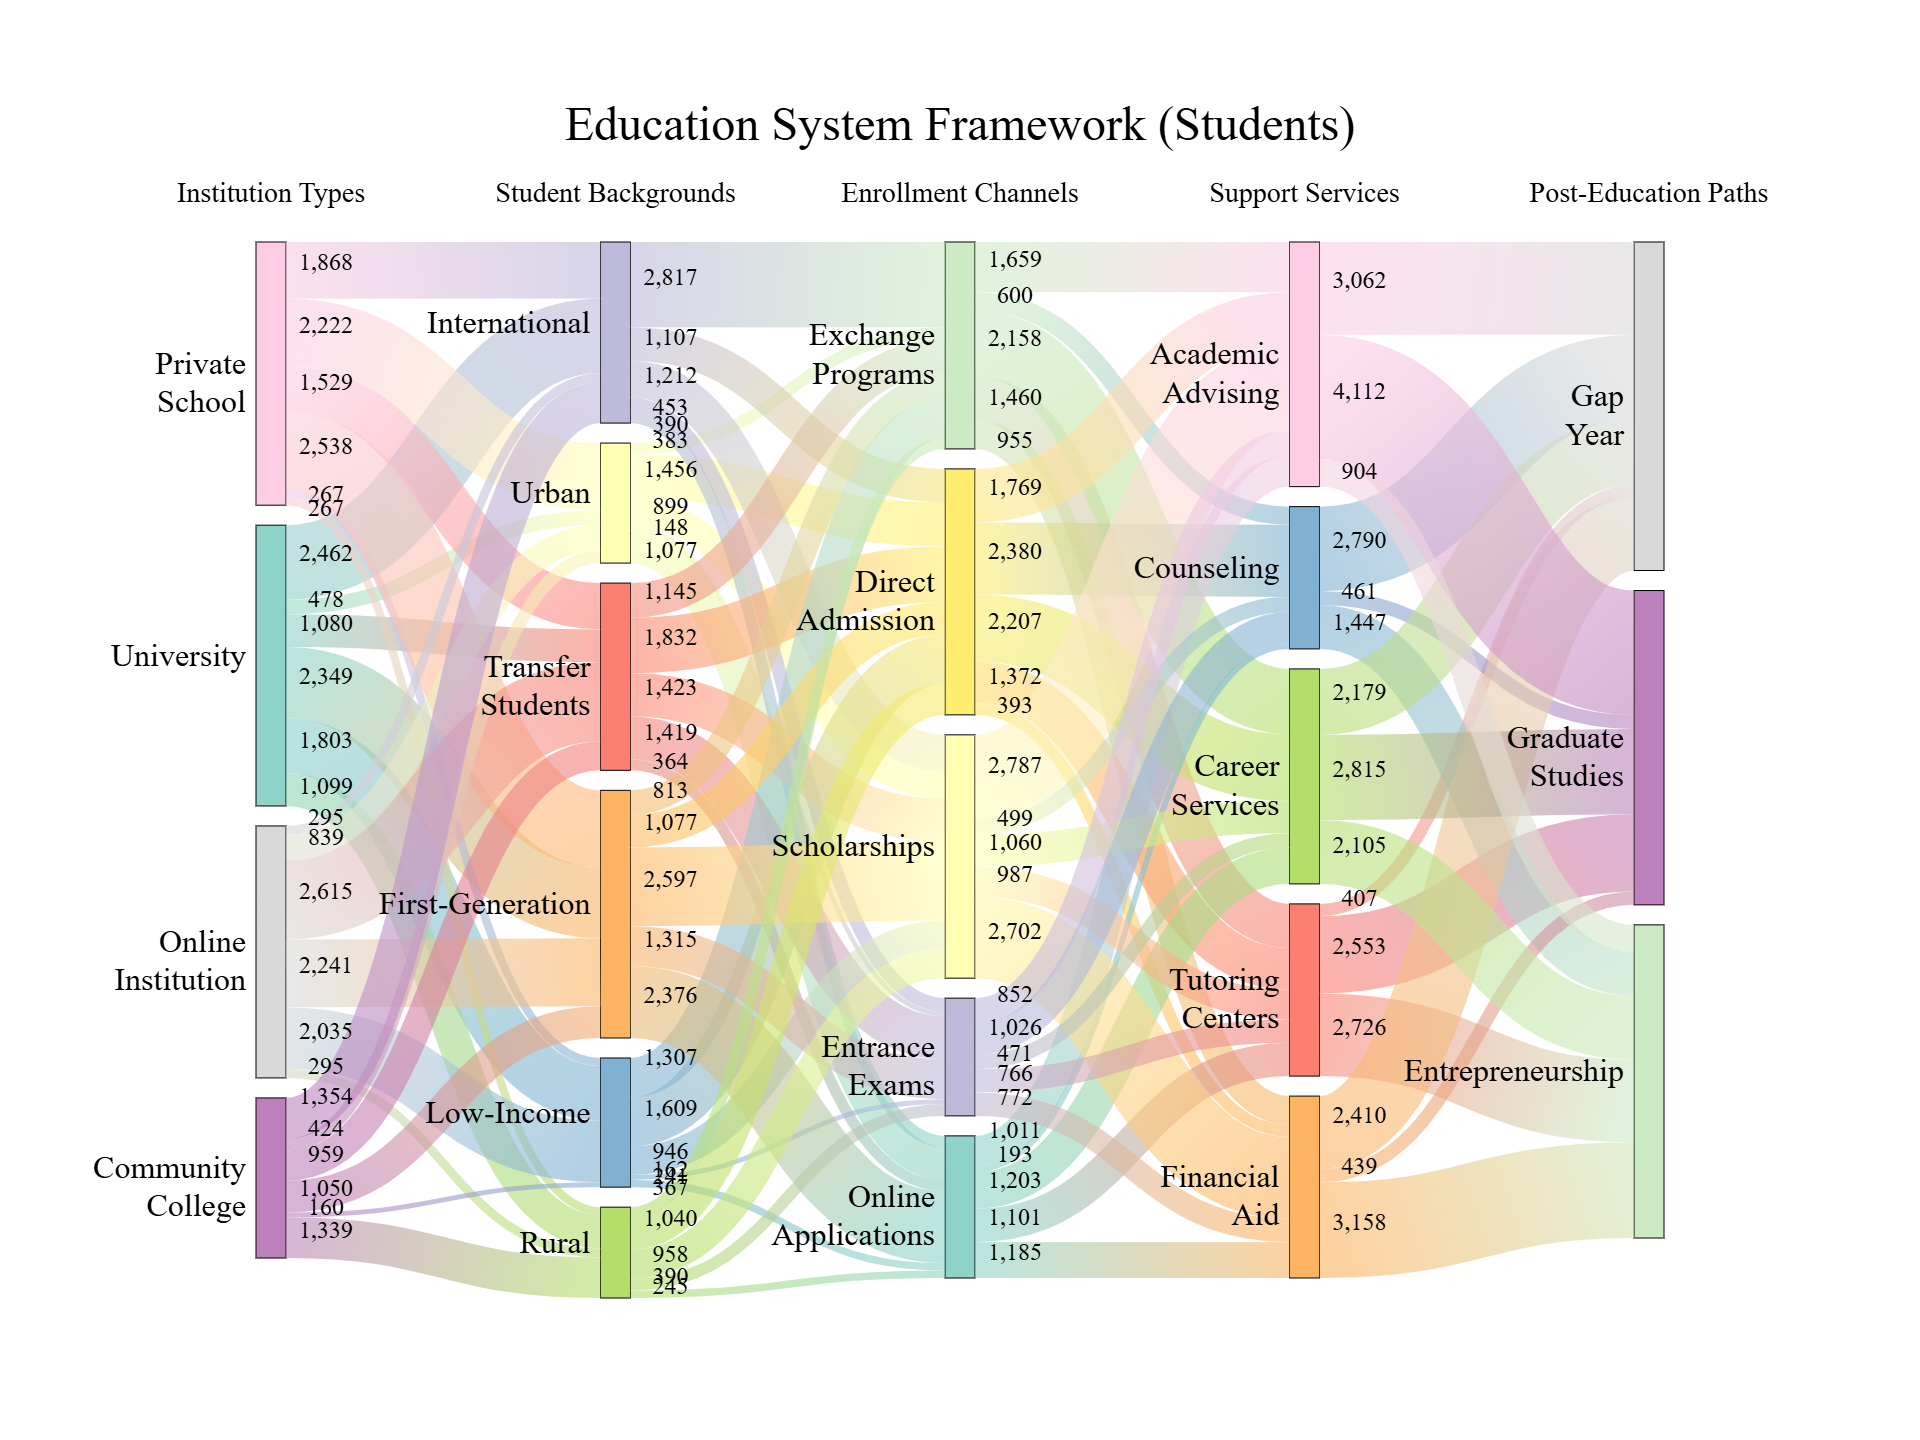 Education System Framework (Students)
Institution Types
Student Backgrounds
Enrollment Channels
Support Services
Post-Education Paths
Private
School
1,868
2,222
1,529
2,538
267
267
University
2,462
478
1,080
2,349
1,803
1,099
Online
Institution
295
839
2,615
2,241
2,035
295
Community
College
1,354
424
959
1,050
160
1,339
International
2,817
1,107
1,212
453
390
Urban
383
1,456
899
148
1,077
Transfer
Students
1,145
1,832
1,423
1,419
364
First-Generation
813
1,077
2,597
1,315
2,376
Low-Income
1,307
1,609
946
162
367
Rural
1,040
958
390
245
Exchange
Programs
1,659
600
2,158
1,460
955
Direct
Admission
1,769
2,380
2,207
1,372
393
Scholarships
2,787
499
1,060
987
2,702
Entrance
Exams
852
1,026
471
766
772
Online
Applications
1,011
193
1,203
1,101
1,185
Academic
Advising
3,062
4,112
904
Counseling
2,790
461
1,447
Career
Services
2,179
2,815
2,105
Tutoring
Centers
407
2,553
2,726
Financial
Aid
2,410
439
3,158
Gap
Year
Graduate
Studies
Entrepreneurship